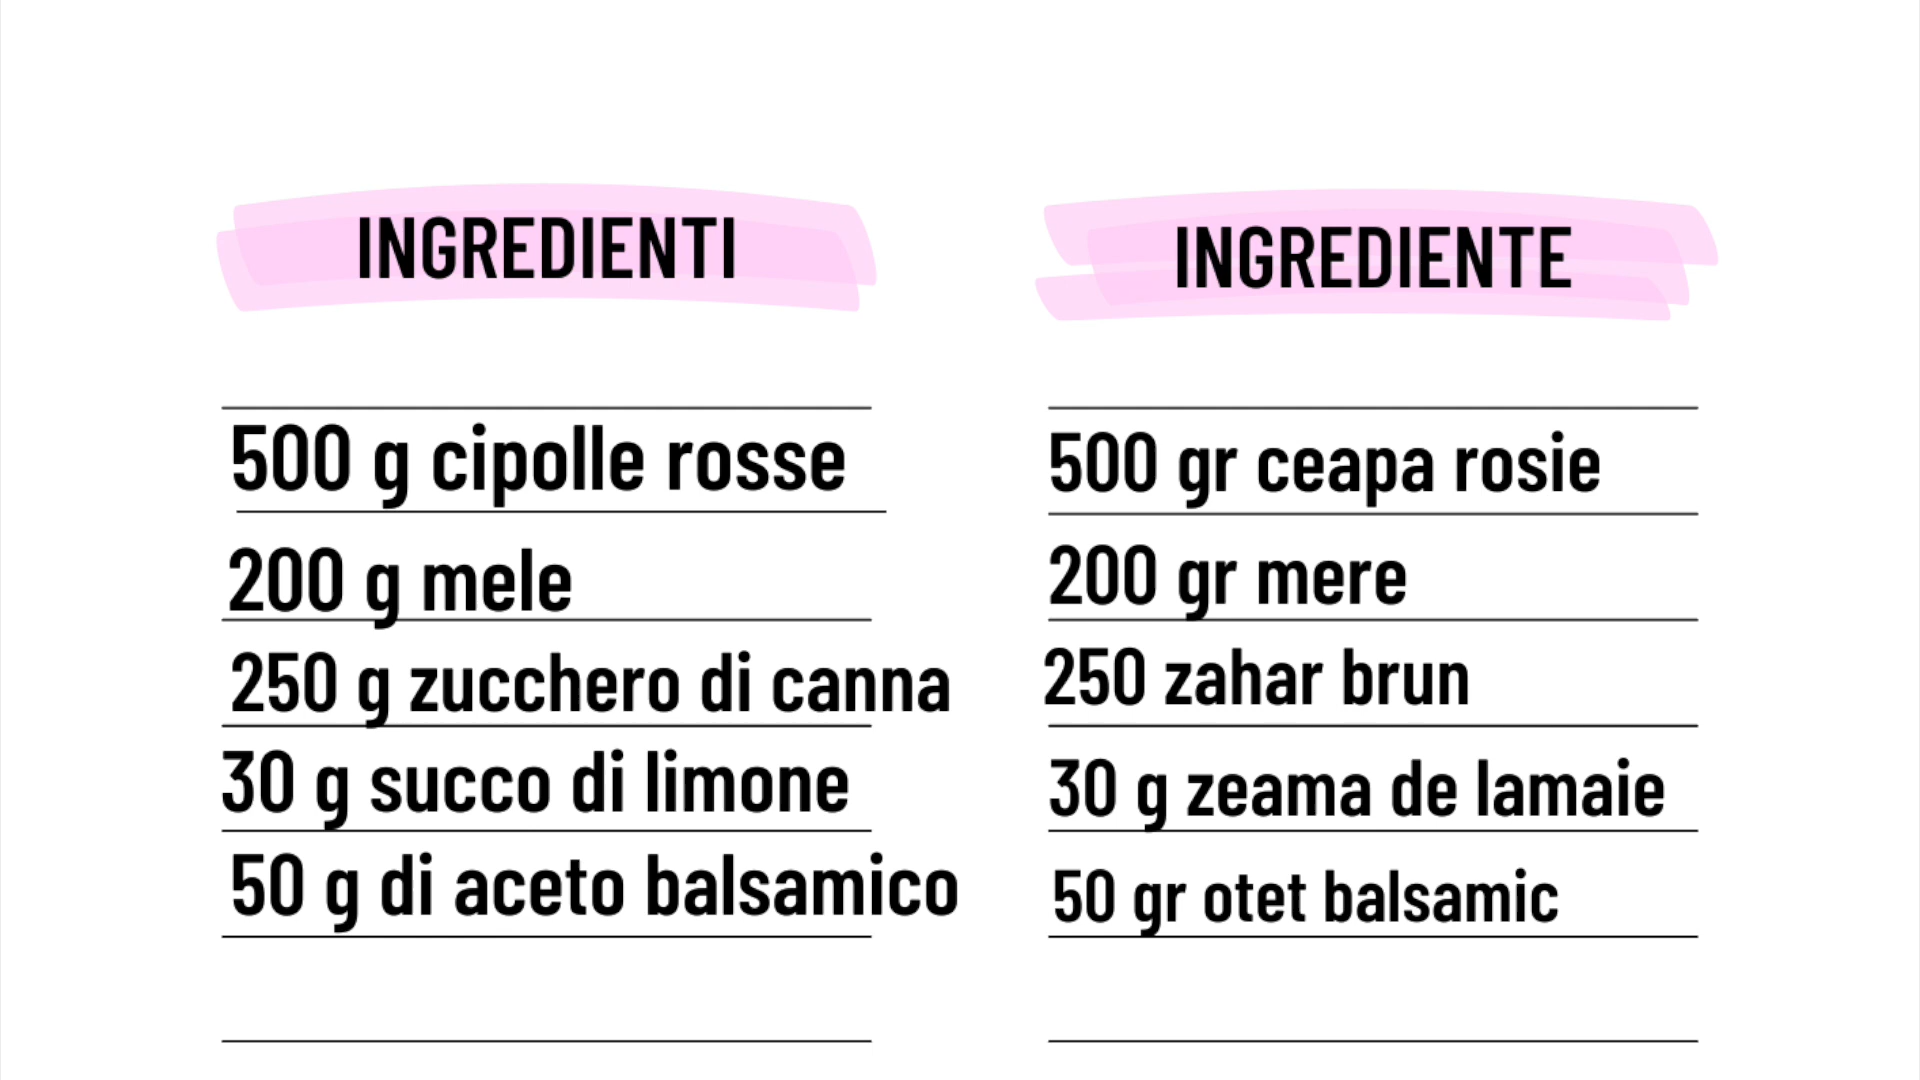 INGREDIENTI
500 g cipolle rosse
200 g mele
250 g zucchero di canna
30 g succo di limone
50 g di aceto balsamico
INGREDIENTE
500 gr ceapa rosie
200 gr mere
250 zahar brun
30 g zeama de lamaie
50 gr otet balsamic